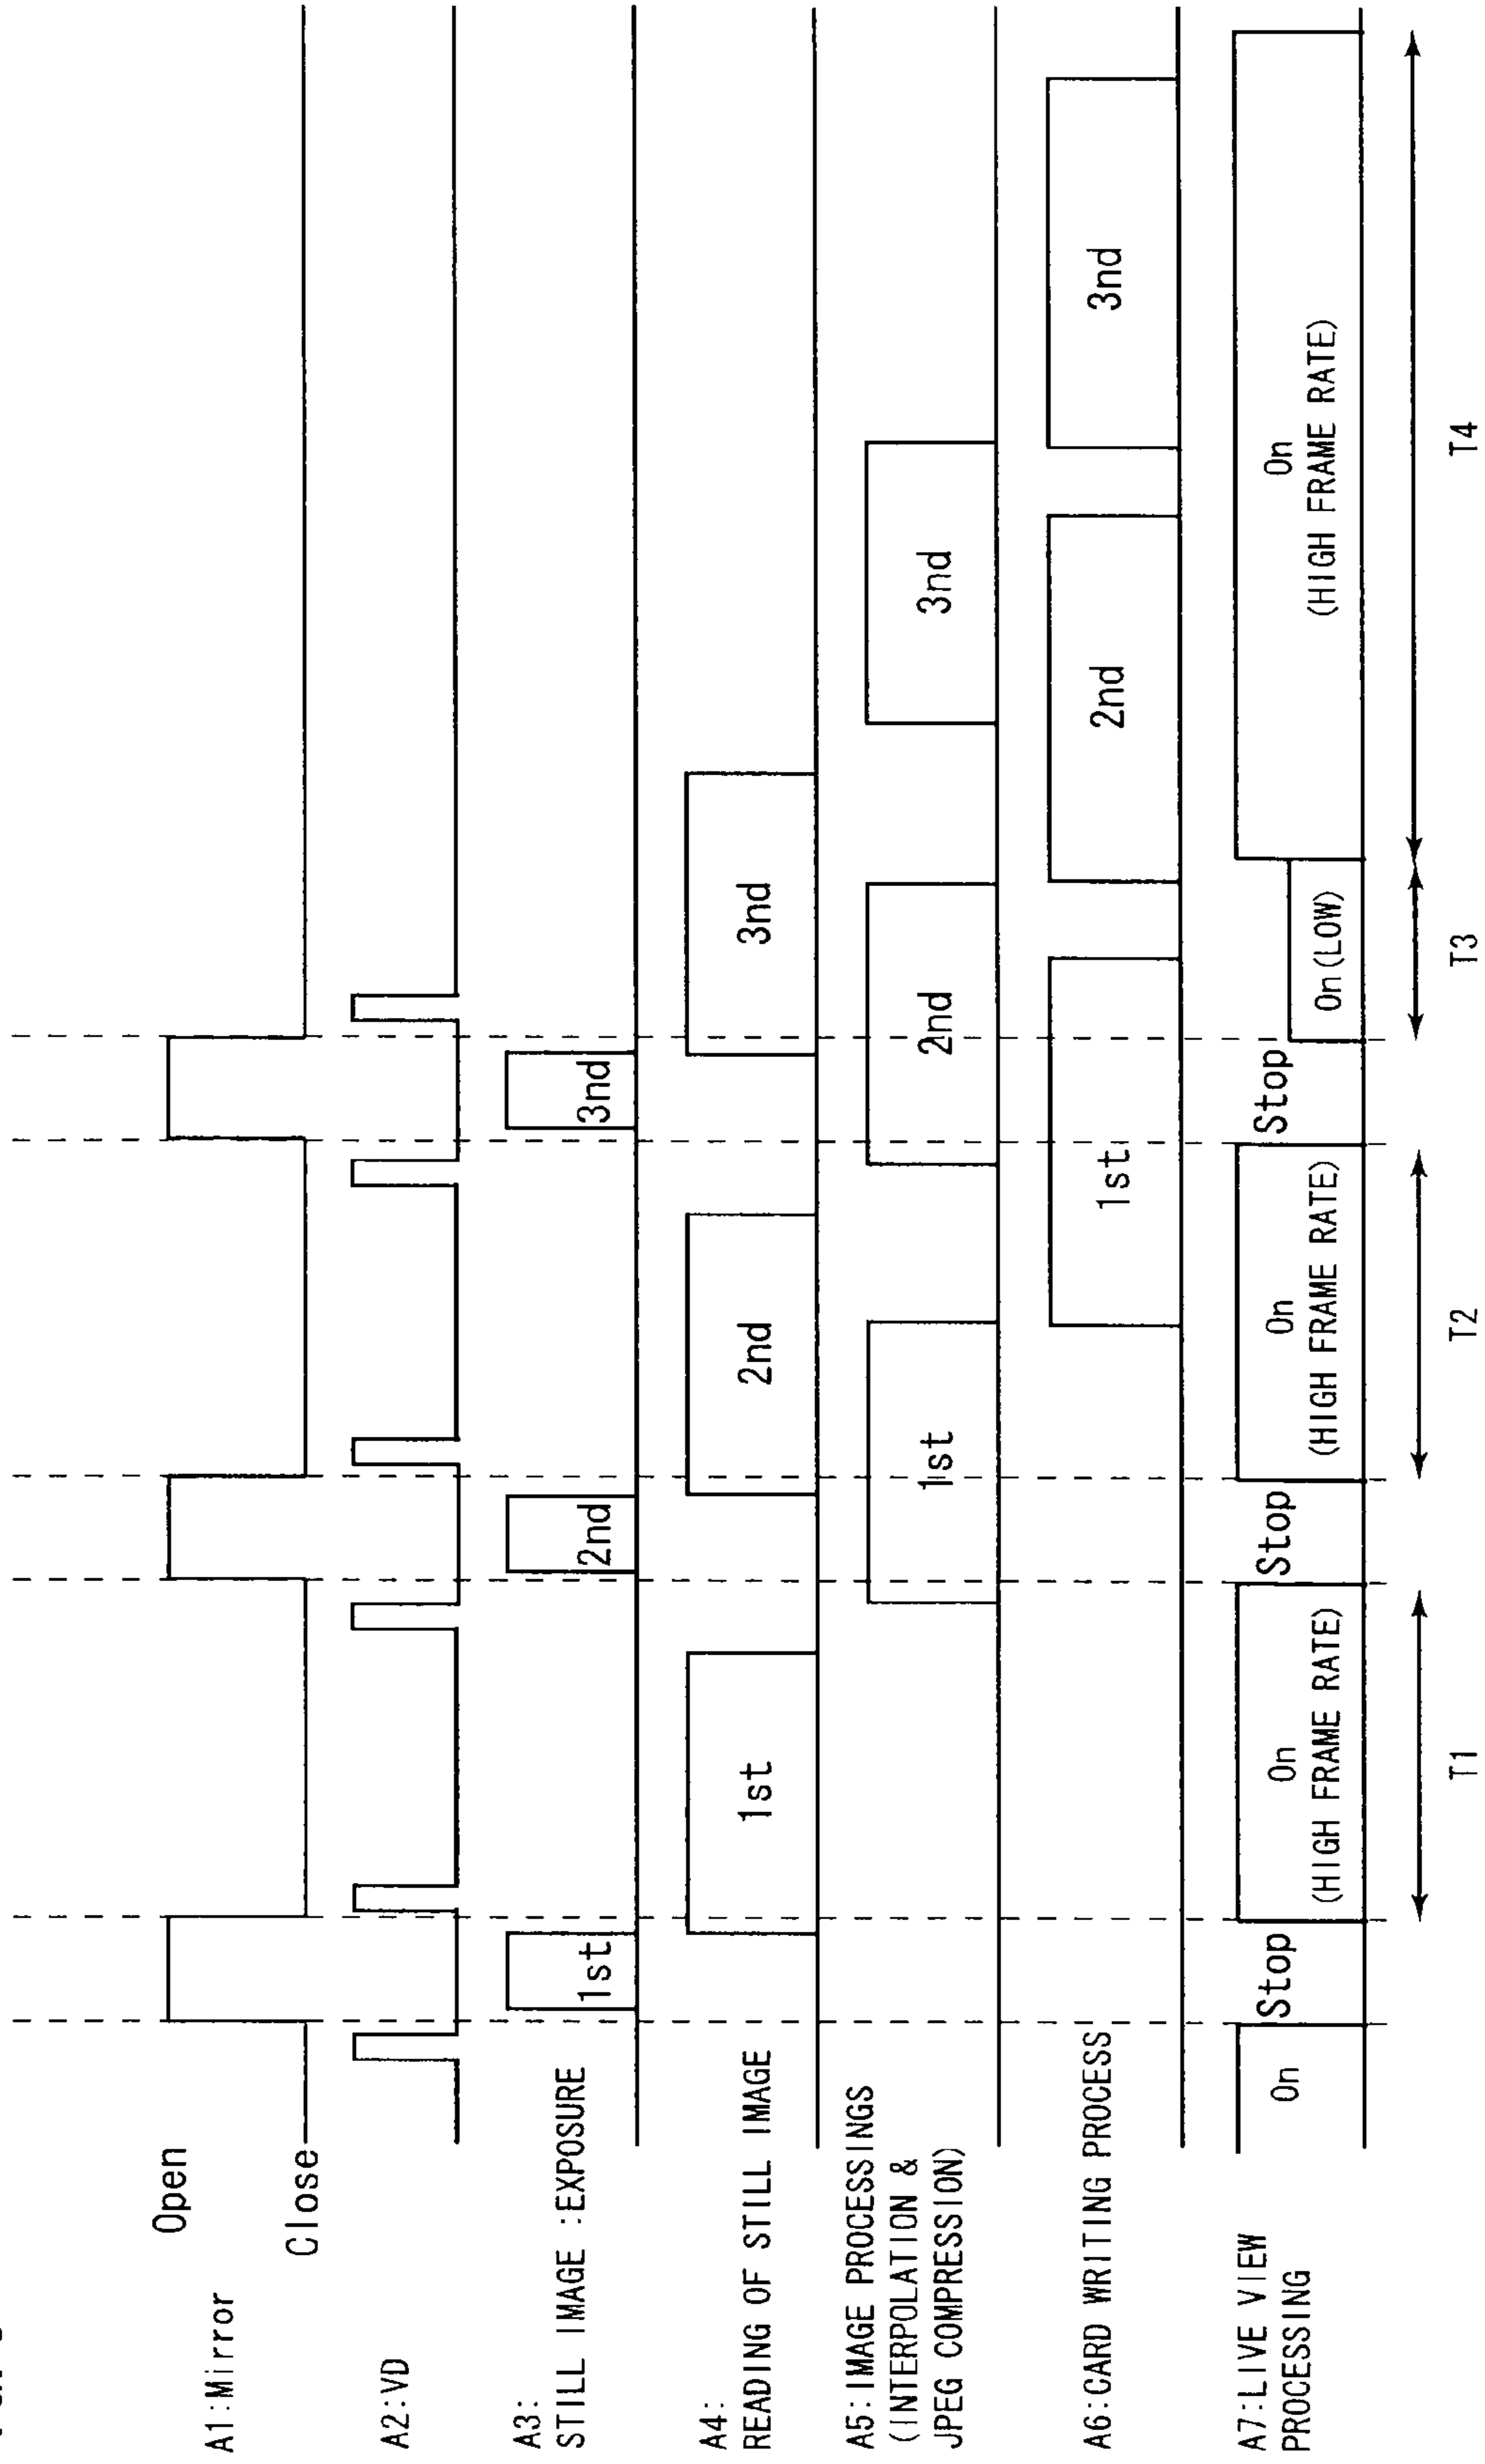 Open
Close
A1:Mirror
A2:VD
A3:
STILL IMAGE :EXPOSURE
1st
2nd
3nd
A4:
READING OF STILL IMAGE
1st
2nd
3nd
A5:IMAGE PROCESSINGS
(INTERPOLATION &
JPEG COMPRESSION)
1st
2nd
3nd
A6:CARD WRITING PROCESS
1st
2nd
3nd
A7:LIVE VIEW
PROCESSING
On
Stop
On
(HIGH FRAME RATE)
Stop
On
(HIGH FRAME RATE)
Stop
On(LOW)
On
(HIGH FRAME RATE)
T1
T2
T3
T4